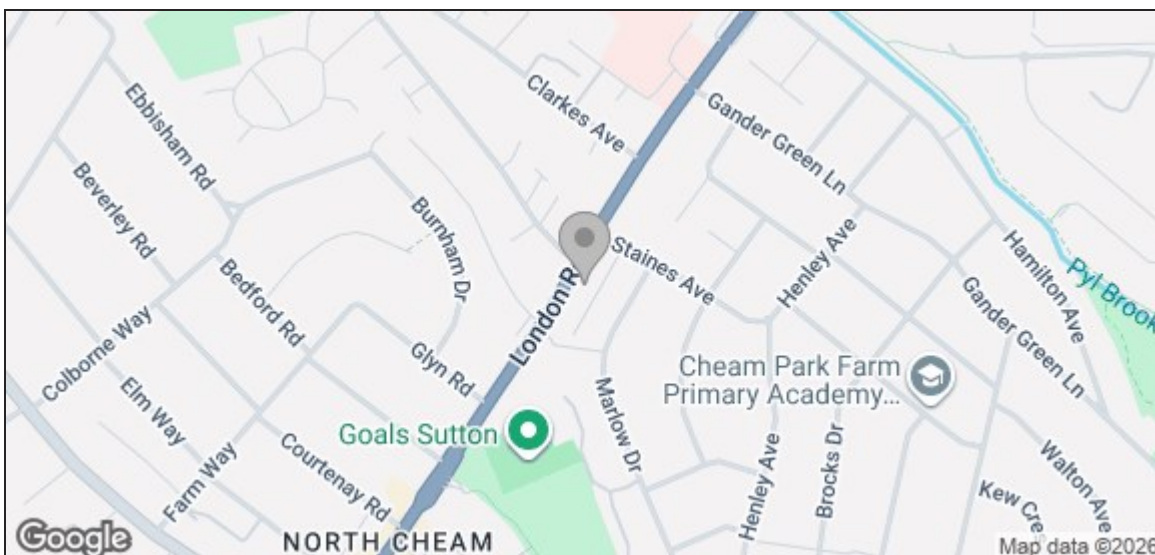 Ebbisham Rd
Clarkes Ave
Gander Green Ln
Beverley Rd
Burnham Dr
Hamilton Ave
Henley Ave
Staines Ave
Bedford Rd
Pyl Brook
London R
Gander Green Ln
Colborne Way
Glyn Rd
Cheam Park Farm
Primary Academy...
Elm Way
Marlow Dr
Goals Sutton
Henley Ave
Brocks Dr
Walton Ave
Courtenay Rd
Farm Way
Kew Cres
NORTH CHEAM
Google
Map data ©2026